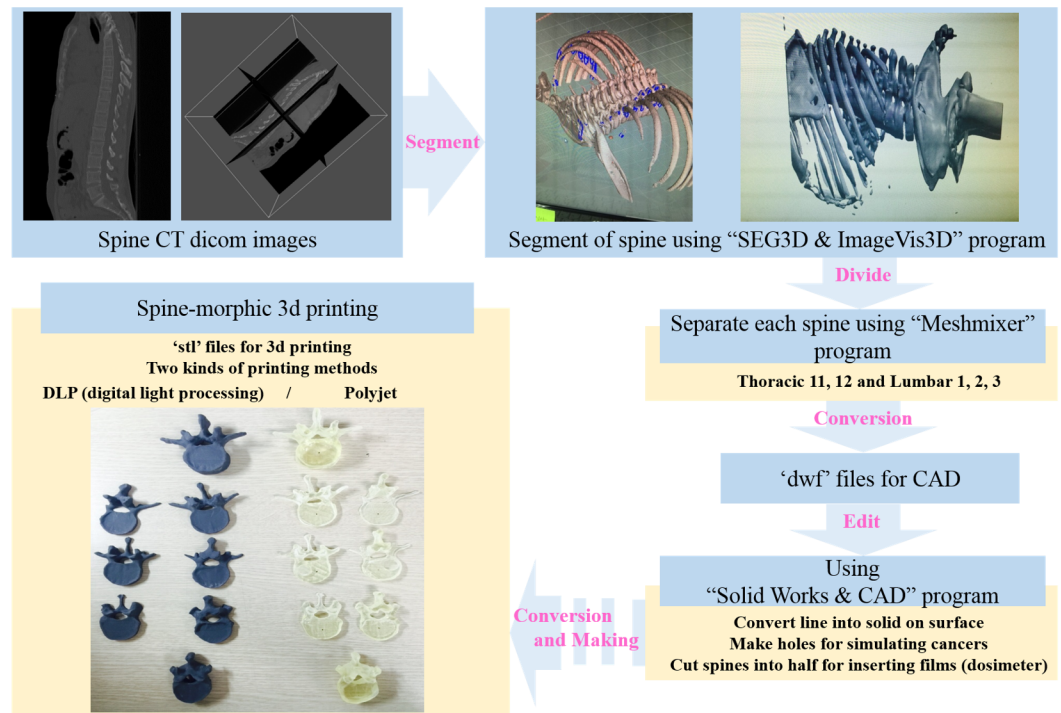 Spine CT dicom images
Segment
Segment of spine using “SEG3D & ImageVis3D” program
Divide
Separate each spine using “Meshmixer”
program
Thoracic 11, 12 and Lumbar 1, 2, 3
Conversion
‘dwf’ files for CAD
Edit
Using
“Solid Works & CAD” program
Convert line into solid on surface
Make holes for simulating cancers
Cut spines into half for inserting films (dosimeter)
Conversion
and Making
Spine-morphic 3d printing
‘stl’ files for 3d printing
Two kinds of printing methods
DLP (digital light processing) / Polyjet